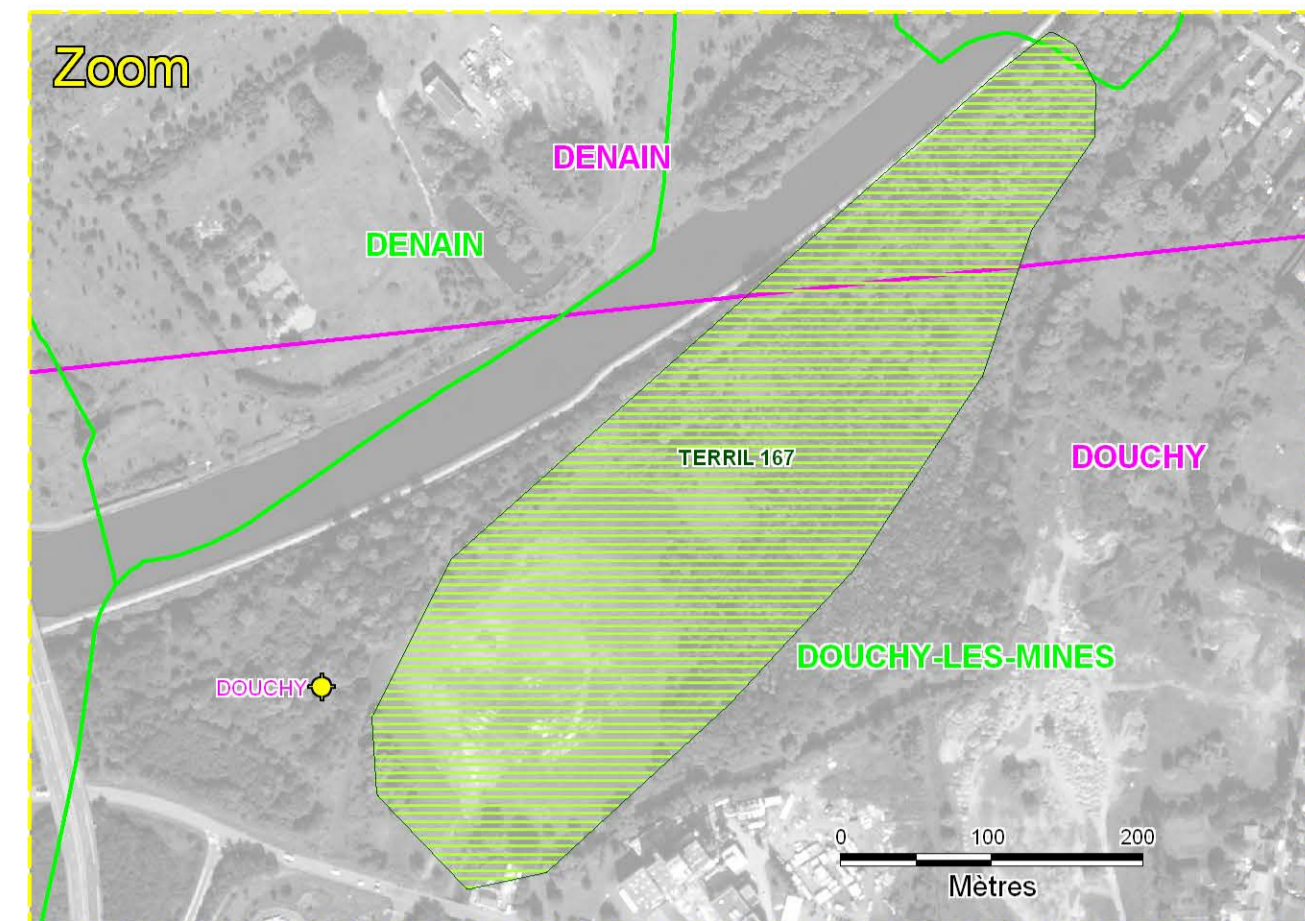 Zoom
DENAIN
DENAIN
TERRIL 167
DOUCHY
DOUCHY-LES-MINES
DOUCHY
0 100 200
Mètres